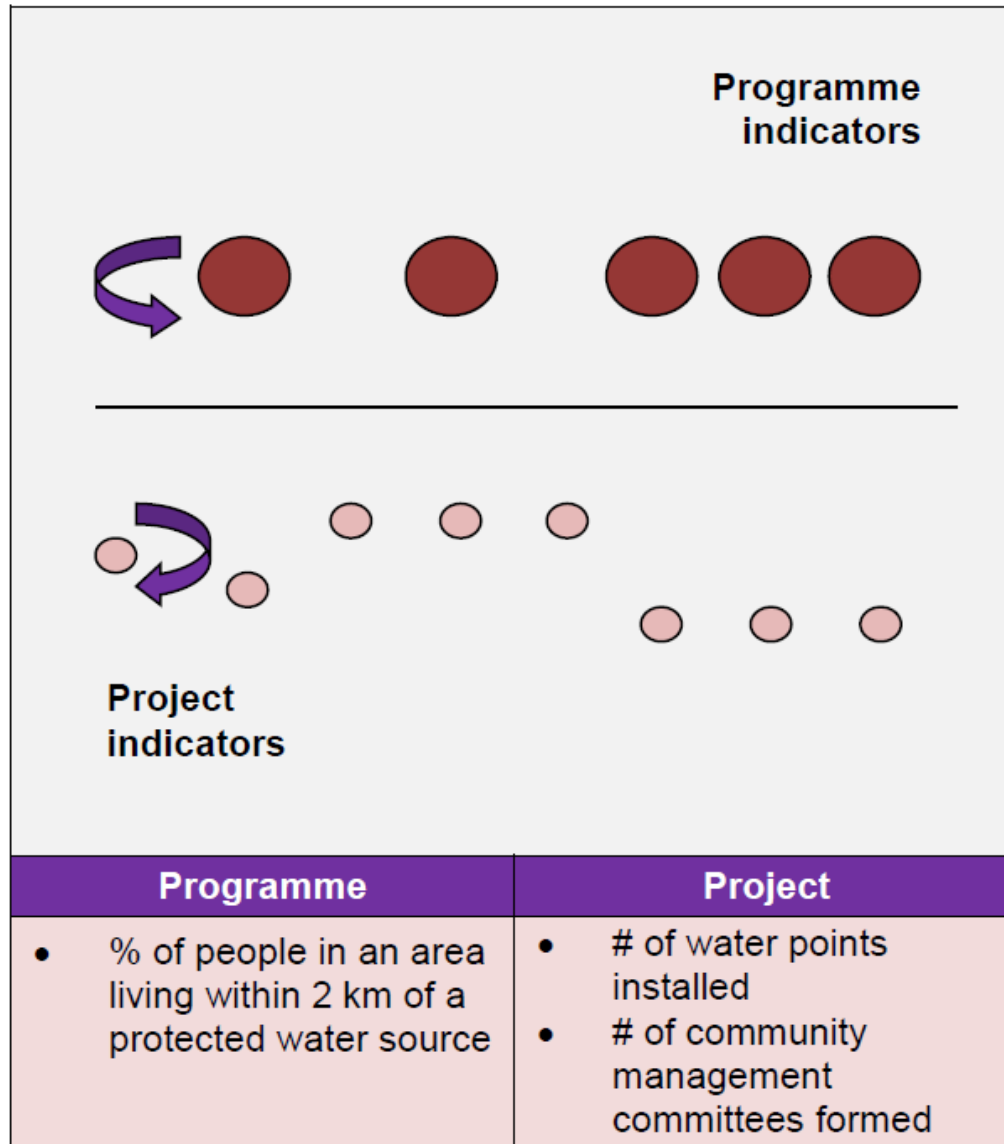 Programme
indicators
Project
indicators
Programme
Project
• % of people in an area
living within 2 km of a
protected water source
• # of water points
installed
• # of community
management
committees formed